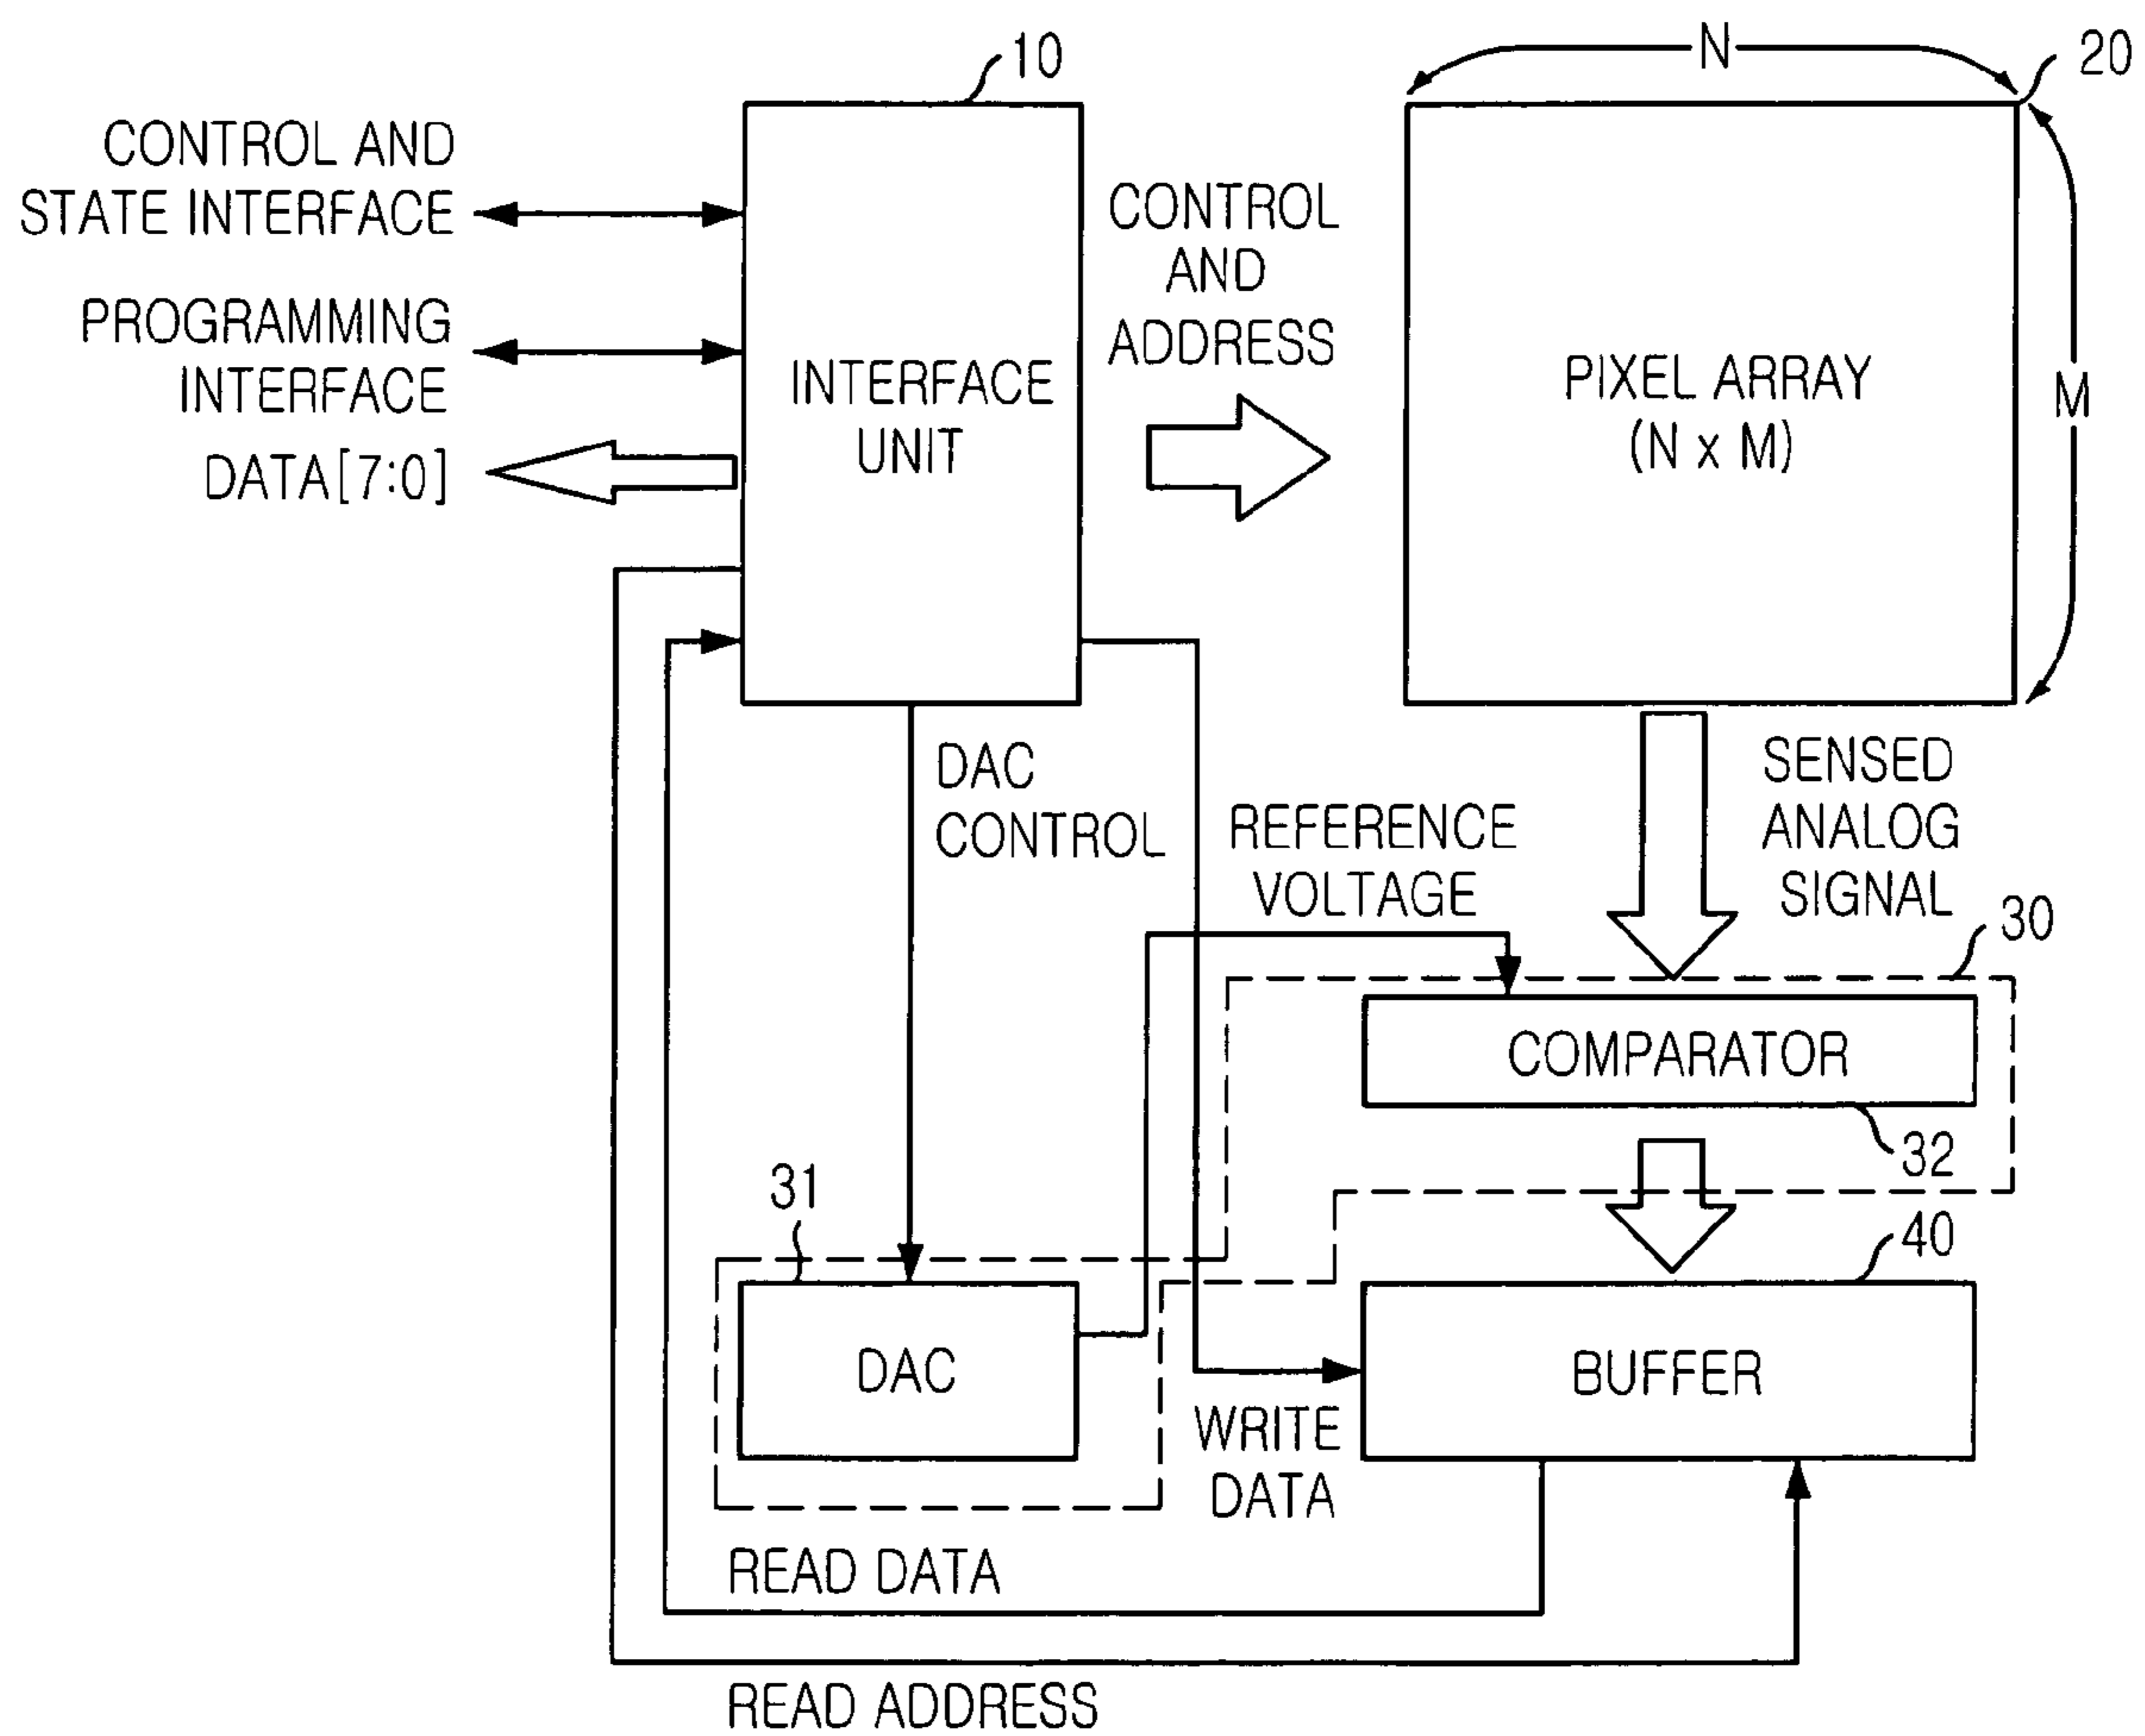 10
N
20
CONTROL AND
STATE INTERFACE
PROGRAMMING
INTERFACE
DATA[7:0]
INTERFACE
UNIT
CONTROL
AND
ADDRESS
PIXEL ARRAY
(N x M)
M
DAC
CONTROL
REFERENCE
VOLTAGE
SENSED
ANALOG
SIGNAL
30
COMPARATOR
32
31
40
DAC
BUFFER
WRITE
DATA
READ DATA
READ ADDRESS